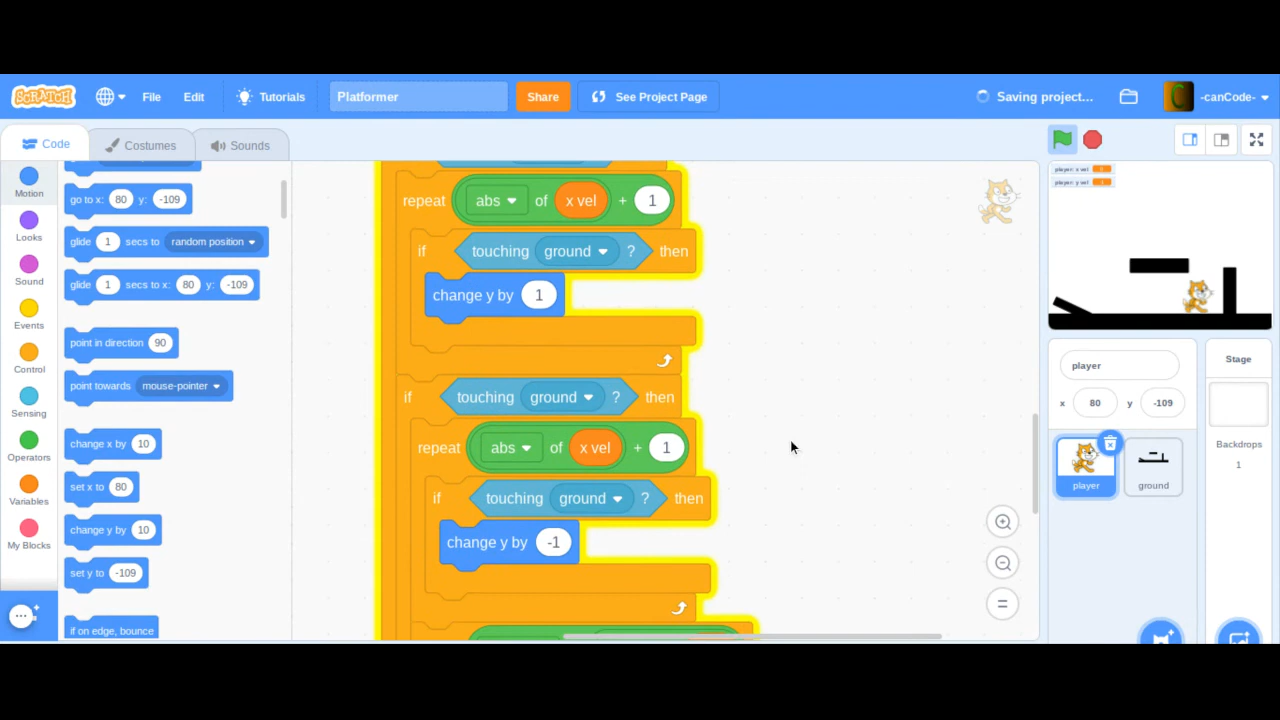 SCRATCH
File
Edit
Tutorials
Platformer
Share
See Project Page
Saving project...
-canCode-
Code
Costumes
Sounds
Motion
Looks
Sound
Events
Control
Sensing
Operators
Variables
My Blocks
go to x: 80 y: -109
glide 1 secs to random position
glide 1 secs to x: 80 y: -109
point in direction 90
point towards mouse-pointer
change x by 10
set x to 80
change y by 10
set y to -109
if on edge, bounce
repeat abs of x vel + 1
if touching ground ? then
change y by 1
if touching ground ? then
repeat abs of x vel + 1
if touching ground ? then
change y by -1
player: x vel
player: y vel
player
x 80 y -109
player
ground
Stage
Backdrops
1